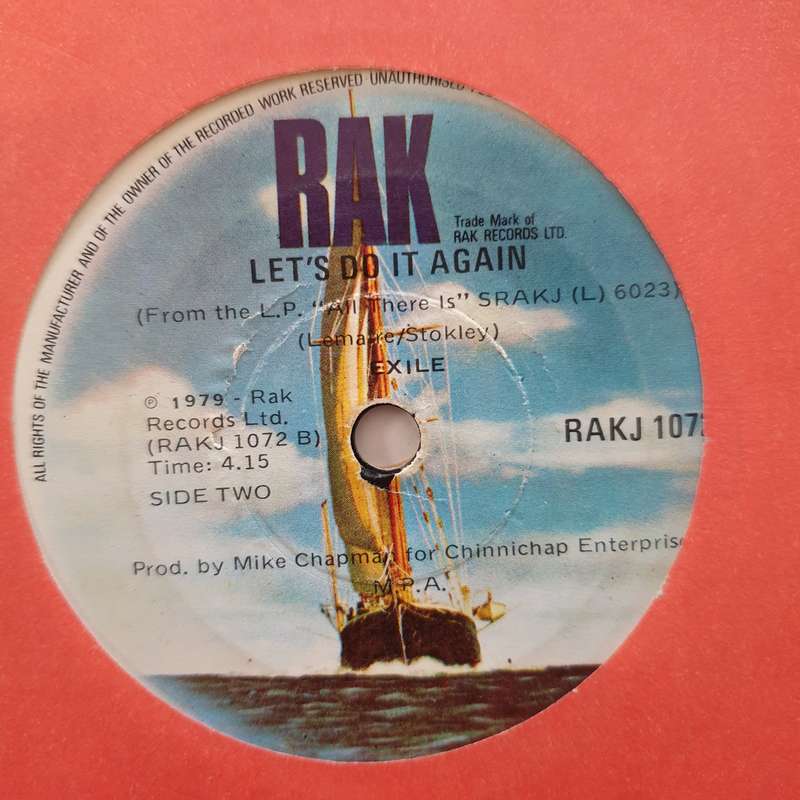 ALL RIGHTS OF THE MANUFACTURER AND OF THE OWNER OF THE RECORDED WORK RESERVED UNAUTHORISED
RAK
Trade Mark of
RAK RECORDS LTD.
LET'S DO IT AGAIN
(From the L.P. "All There Is" SRAKJ (L) 6023)
(Lemaire/Stokley)
EXILE
℗ 1979 - Rak
Records Ltd.
(RAKJ 1072 B)
Time: 4.15
SIDE TWO
RAKJ 1072
Prod. by Mike Chapman for Chinnichap Enterprise
M.P.A.